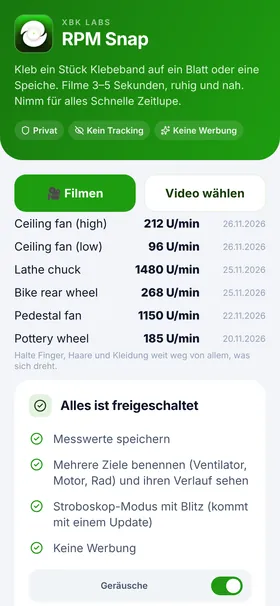 XBK LABS
RPM Snap
Kleb ein Stück Klebeband auf ein Blatt oder eine
Speiche. Filme 3–5 Sekunden, ruhig und nah.
Nimm für alles Schnelle Zeitlupe.
Privat Kein Tracking Keine Werbung
🎥 Filmen Video wählen
Ceiling fan (high) 212 U/min 26.11.2026
Ceiling fan (low) 96 U/min 26.11.2026
Lathe chuck 1480 U/min 25.11.2026
Bike rear wheel 268 U/min 25.11.2026
Pedestal fan 1150 U/min 22.11.2026
Pottery wheel 185 U/min 20.11.2026
Halte Finger, Haare und Kleidung weit weg von allem, was
sich dreht.
Alles ist freigeschaltet
Messwerte speichern
Mehrere Ziele benennen (Ventilator,
Motor, Rad) und ihren Verlauf sehen
Stroboskop-Modus mit Blitz (kommt
mit einem Update)
Keine Werbung
Geräusche